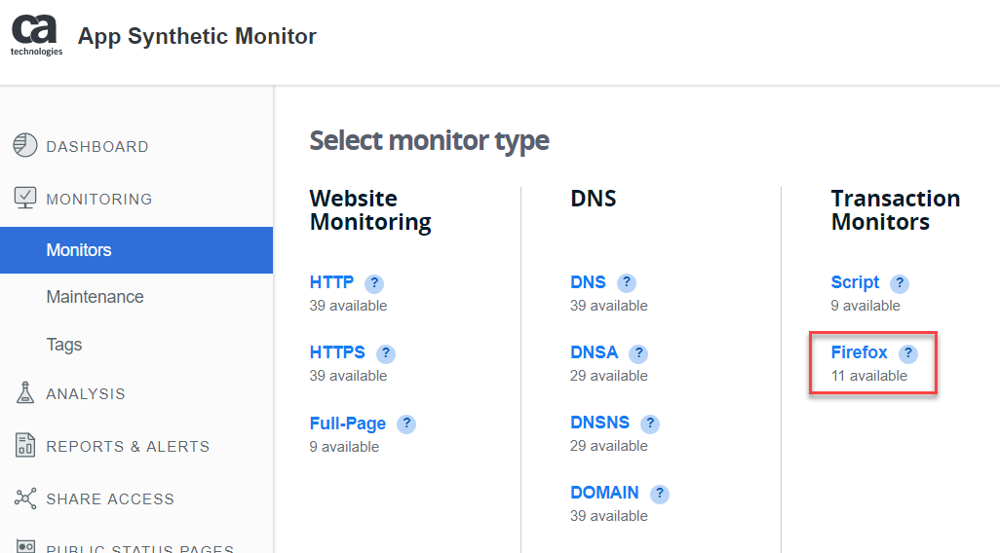 ca
technologies
App Synthetic Monitor
DASHBOARD
MONITORING
Monitors
Maintenance
Tags
ANALYSIS
REPORTS & ALERTS
SHARE ACCESS
PUBLIC STATUS PAGES
Select monitor type
Website
Monitoring
HTTP ?
39 available
HTTPS ?
39 available
Full-Page ?
9 available
DNS
DNS ?
39 available
DNSA ?
29 available
DNSNS ?
29 available
DOMAIN ?
39 available
Transaction
Monitors
Script ?
9 available
Firefox ?
11 available